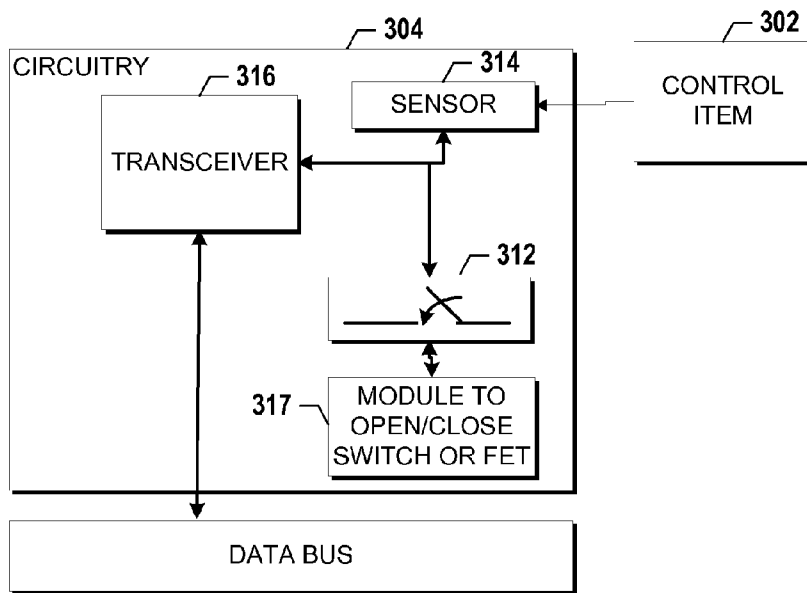 304
302
CIRCUITRY
316
314
SENSOR
CONTROL
ITEM
TRANSCEIVER
312
317
MODULE TO
OPEN/CLOSE
SWITCH OR FET
DATA BUS